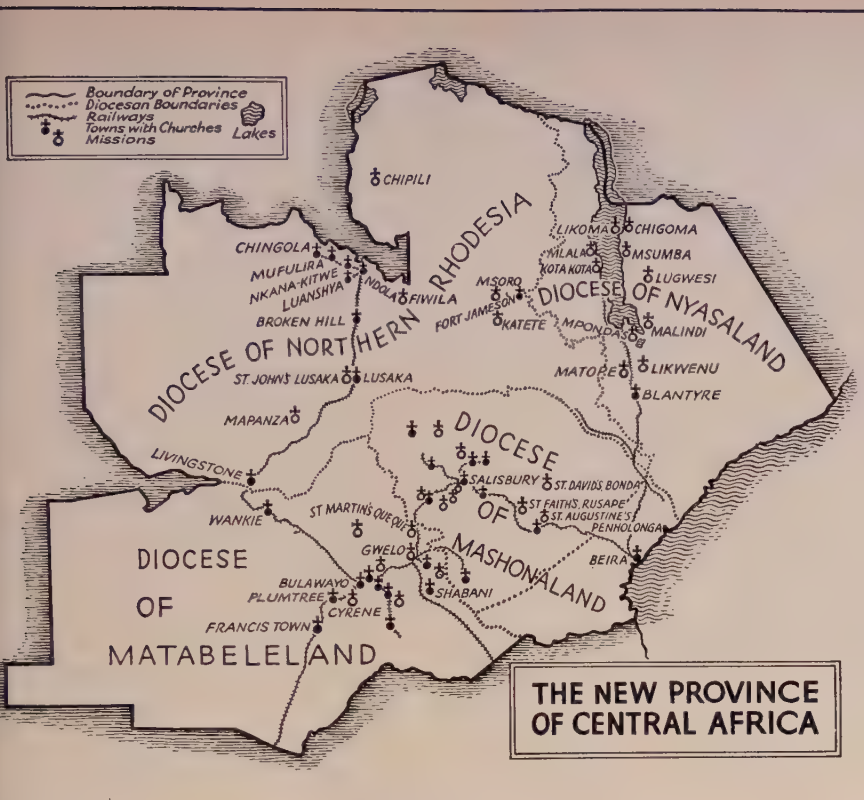 Boundary of Province
Diocesan Boundaries
Railways
Towns with Churches
Missions
Lakes
CHIPILI
CHINGOLA
MUFULIRA
NKANA-KITWE
LUANSHYA
NDOLA
FIWILA
BROKEN HILL
DIOCESE OF NORTHERN RHODESIA
ST. JOHN'S LUSAKA
LUSAKA
MAPANZA
LIVINGSTONE
MSORO
FORT JAMESON
KATETE
LIKOMA
CHIGOMA
MLALA
MSUMBA
KOTA KOTA
LUGWESI
DIOCESE OF NYASALAND
MPONDAS
MALINDI
MATOPE
LIKWENU
BLANTYRE
DIOCESE
OF
MASHONALAND
SALISBURY
ST. DAVID'S, BONDA
ST FAITH'S, RUSAPE
ST. AUGUSTINE'S
PENHOLONGA
BEIRA
WANKIE
ST MARTIN'S QUE QUE
GWELO
SHABANI
BULAWAYO
PLUMTREE
CYRENE
FRANCIS TOWN
DIOCESE
OF
MATABELELAND
THE NEW PROVINCE
OF CENTRAL AFRICA